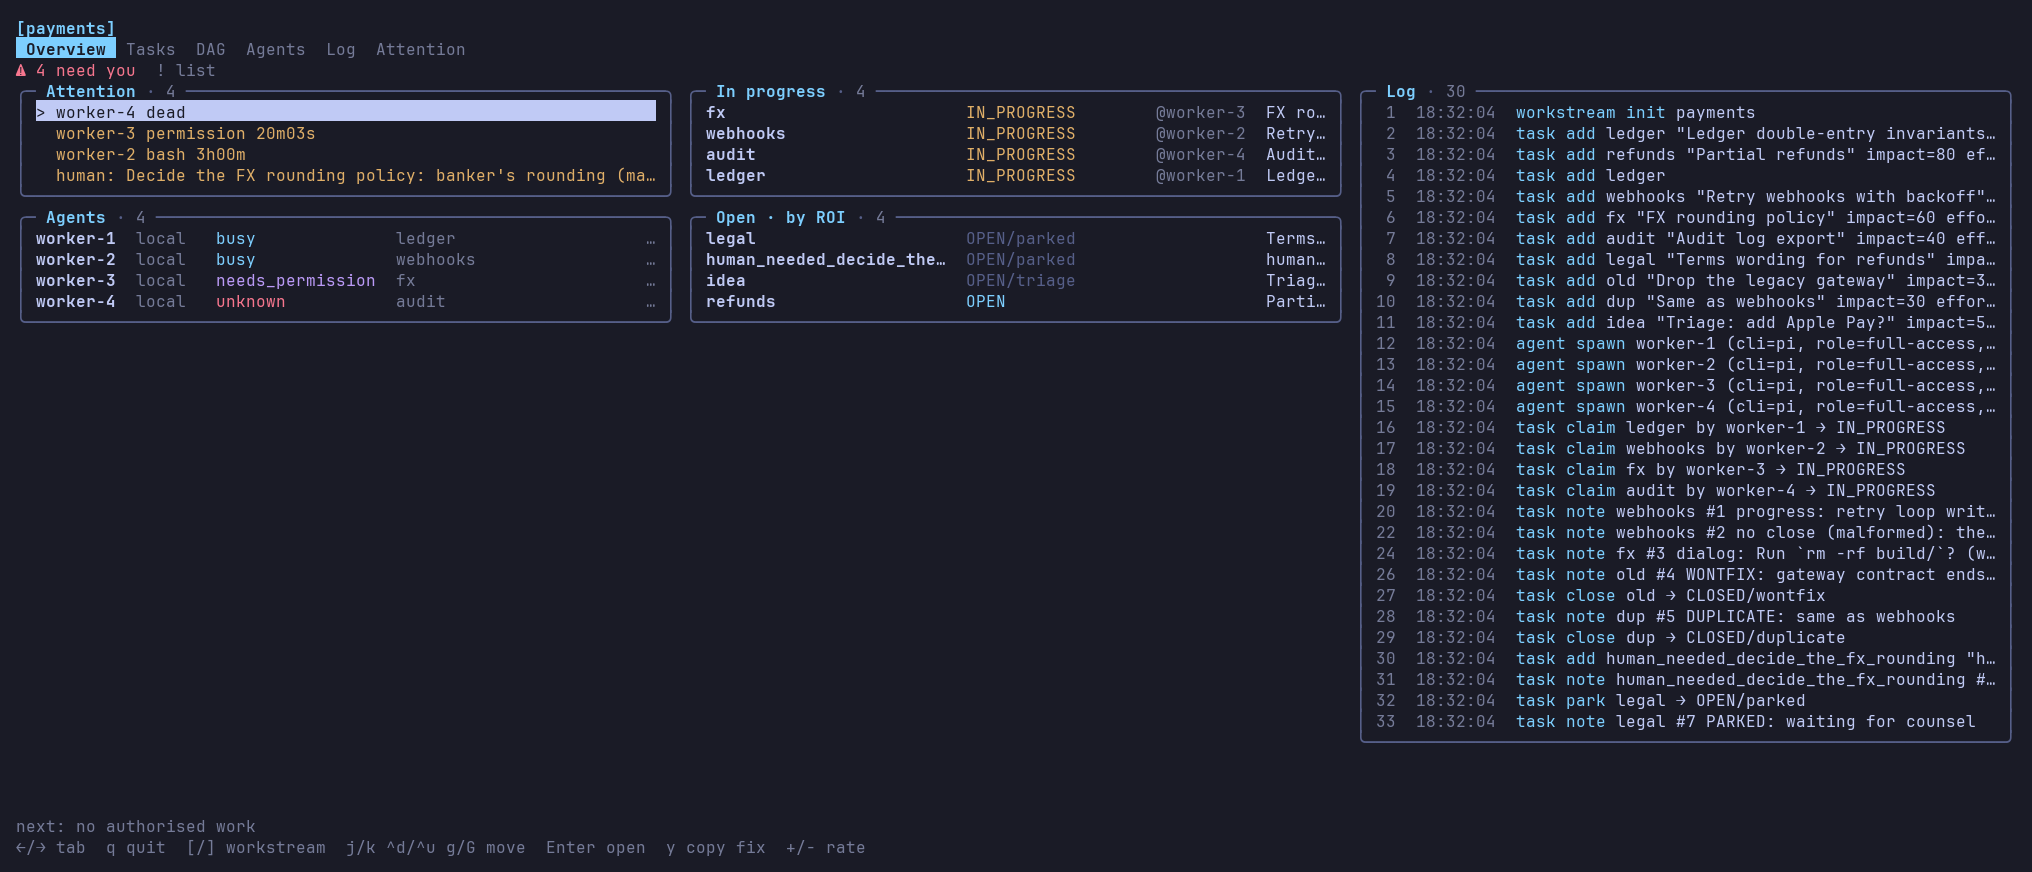 [payments]
Overview Tasks DAG Agents Log Attention
4 need you ! list
Attention · 4
> worker-4 dead
worker-3 permission 20m03s
worker-2 bash 3h00m
human: Decide the FX rounding policy: banker's rounding (ma…
Agents · 4
worker-1 local busy ledger …
worker-2 local busy webhooks …
worker-3 local needs_permission fx …
worker-4 local unknown audit …
In progress · 4
fx IN_PROGRESS @worker-3 FX ro…
webhooks IN_PROGRESS @worker-2 Retry…
audit IN_PROGRESS @worker-4 Audit…
ledger IN_PROGRESS @worker-1 Ledge…
Open · by ROI · 4
legal OPEN/parked Terms…
human_needed_decide_the… OPEN/parked human…
idea OPEN/triage Triag…
refunds OPEN Parti…
Log · 30
1 18:32:04 workstream init payments
2 18:32:04 task add ledger "Ledger double-entry invariants…
3 18:32:04 task add refunds "Partial refunds" impact=80 ef…
4 18:32:04 task add ledger
5 18:32:04 task add webhooks "Retry webhooks with backoff"…
6 18:32:04 task add fx "FX rounding policy" impact=60 effo…
7 18:32:04 task add audit "Audit log export" impact=40 eff…
8 18:32:04 task add legal "Terms wording for refunds" impa…
9 18:32:04 task add old "Drop the legacy gateway" impact=3…
10 18:32:04 task add dup "Same as webhooks" impact=30 effor…
11 18:32:04 task add idea "Triage: add Apple Pay?" impact=5…
12 18:32:04 agent spawn worker-1 (cli=pi, role=full-access,…
13 18:32:04 agent spawn worker-2 (cli=pi, role=full-access,…
14 18:32:04 agent spawn worker-3 (cli=pi, role=full-access,…
15 18:32:04 agent spawn worker-4 (cli=pi, role=full-access,…
16 18:32:04 task claim ledger by worker-1 → IN_PROGRESS
17 18:32:04 task claim webhooks by worker-2 → IN_PROGRESS
18 18:32:04 task claim fx by worker-3 → IN_PROGRESS
19 18:32:04 task claim audit by worker-4 → IN_PROGRESS
20 18:32:04 task note webhooks #1 progress: retry loop writ…
22 18:32:04 task note webhooks #2 no close (malformed): the…
24 18:32:04 task note fx #3 dialog: Run `rm -rf build/`? (w…
26 18:32:04 task note old #4 WONTFIX: gateway contract ends…
27 18:32:04 task close old → CLOSED/wontfix
28 18:32:04 task note dup #5 DUPLICATE: same as webhooks
29 18:32:04 task close dup → CLOSED/duplicate
30 18:32:04 task add human_needed_decide_the_fx_rounding "h…
31 18:32:04 task note human_needed_decide_the_fx_rounding #…
32 18:32:04 task park legal → OPEN/parked
33 18:32:04 task note legal #7 PARKED: waiting for counsel
next: no authorised work
←/→ tab q quit [/] workstream j/k ^d/^u g/G move Enter open y copy fix +/- rate